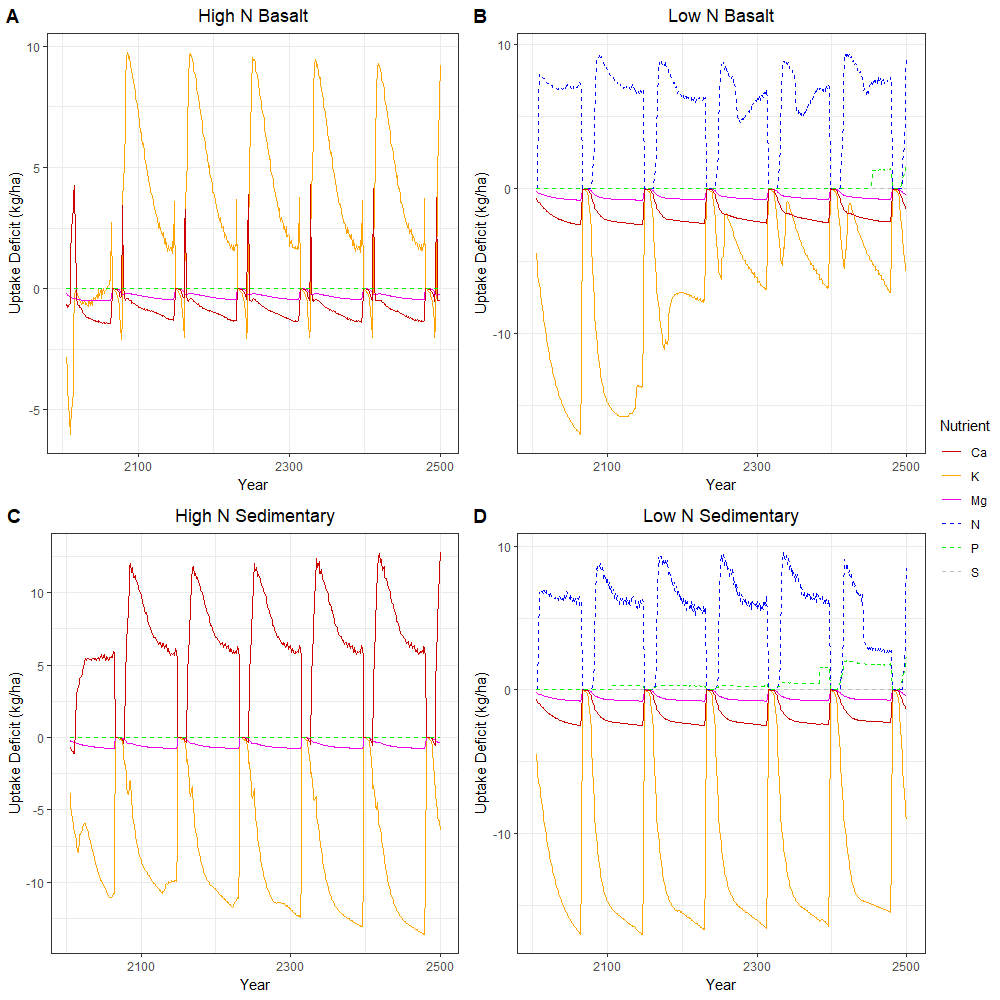 A
High N Basalt
B
Low N Basalt
10
5
0
-5
Uptake Deficit (kg/ha)
2100
2300
2500
Year
10
0
-10
Uptake Deficit (kg/ha)
2100
2300
2500
Year
Nutrient
Ca
K
Mg
N
P
S
C
High N Sedimentary
D
Low N Sedimentary
10
5
0
-5
-10
Uptake Deficit (kg/ha)
2100
2300
2500
Year
10
0
-10
Uptake Deficit (kg/ha)
2100
2300
2500
Year